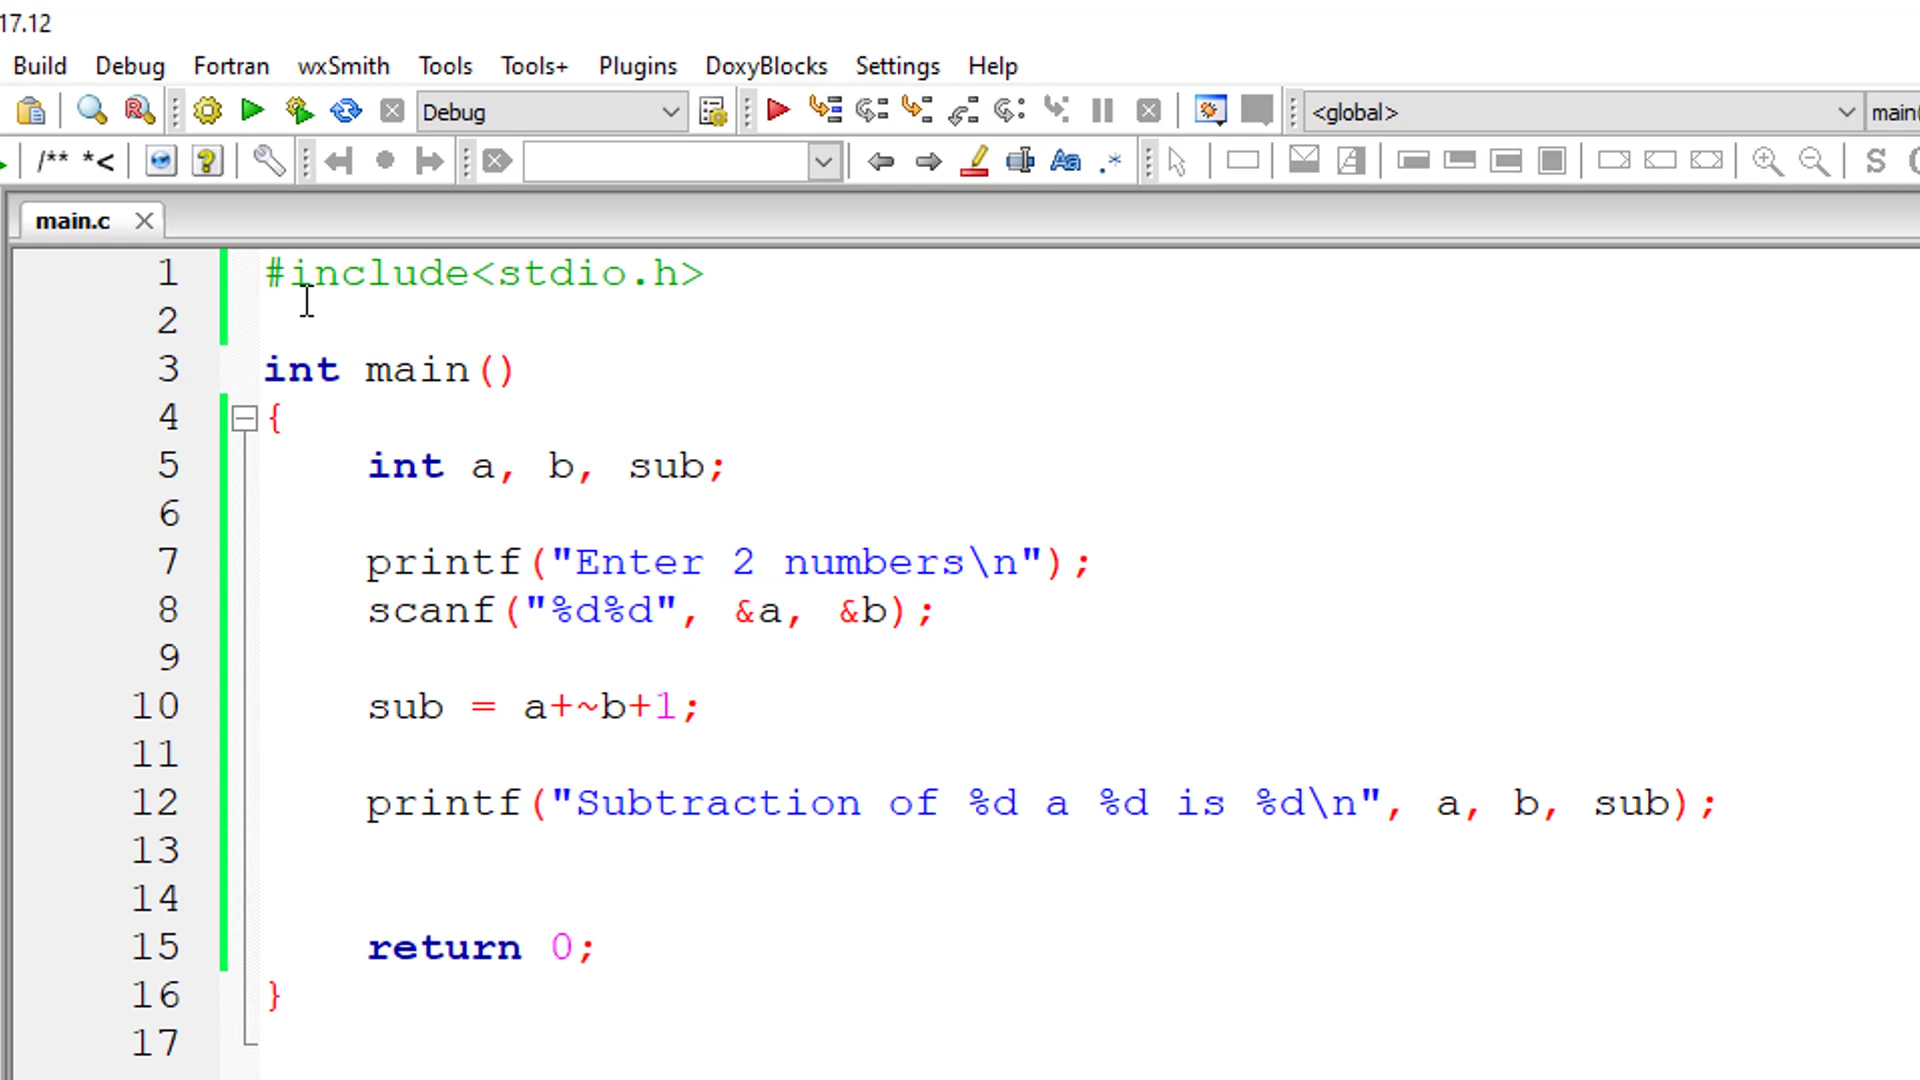 17.12
Build Debug Fortran wxSmith Tools Tools+ Plugins DoxyBlocks Settings Help
Debug <global> main(
/** *< Aa .* S
main.c
1 #include<stdio.h>
2
3 int main()
4 {
5 int a, b, sub;
6
7 printf("Enter 2 numbers\n");
8 scanf("%d%d", &a, &b);
9
10 sub = a+~b+1;
11
12 printf("Subtraction of %d a %d is %d\n", a, b, sub);
13
14
15 return 0;
16 }
17